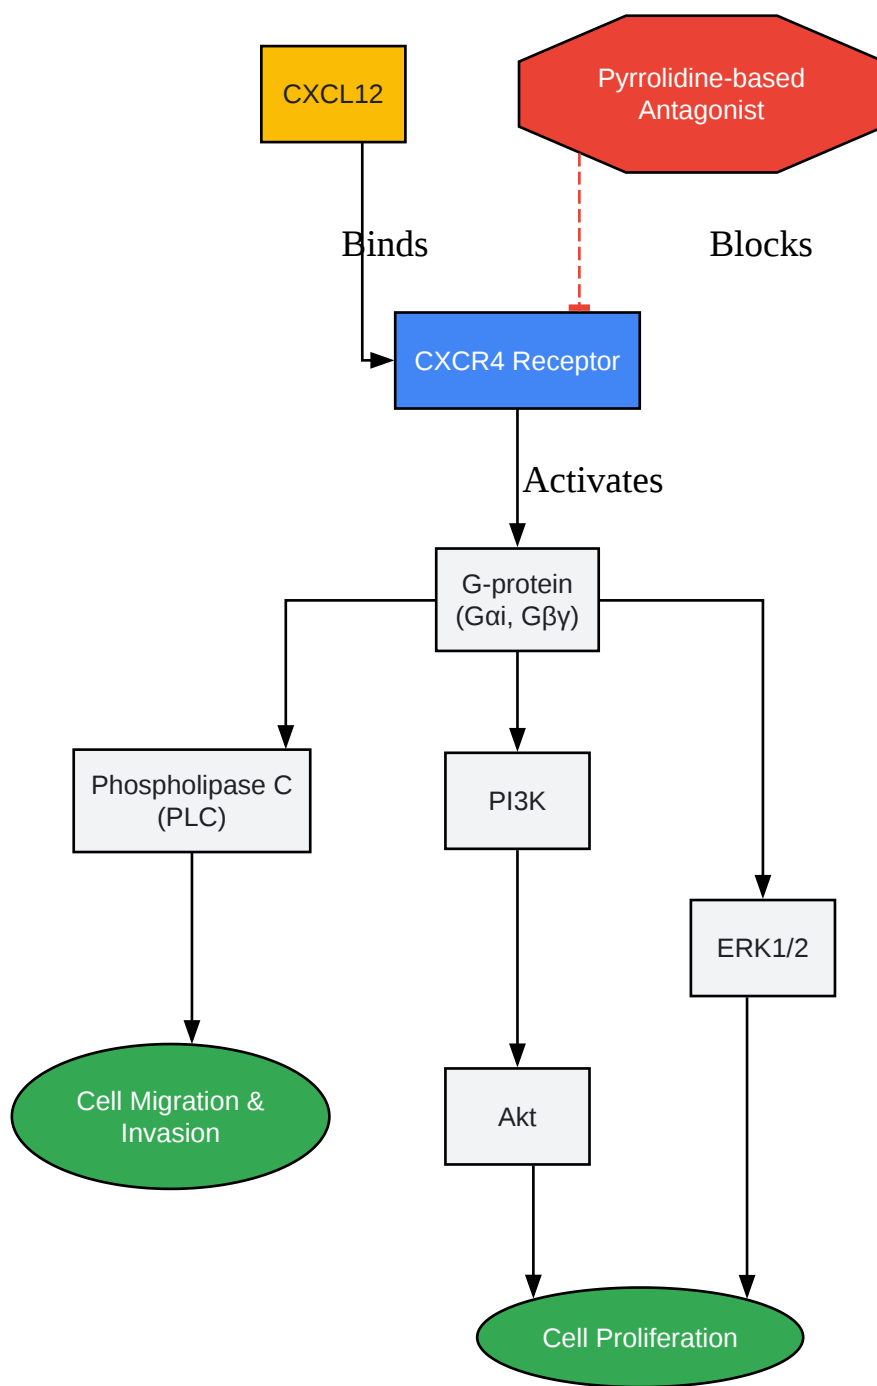 CXCL12
Pyrrolidine-based
Antagonist
Binds
Blocks
CXCR4 Receptor
Activates
G-protein
(Gαi, Gβγ)
Phospholipase C
(PLC)
PI3K
ERK1/2
Cell Migration &
Invasion
Akt
Cell Proliferation